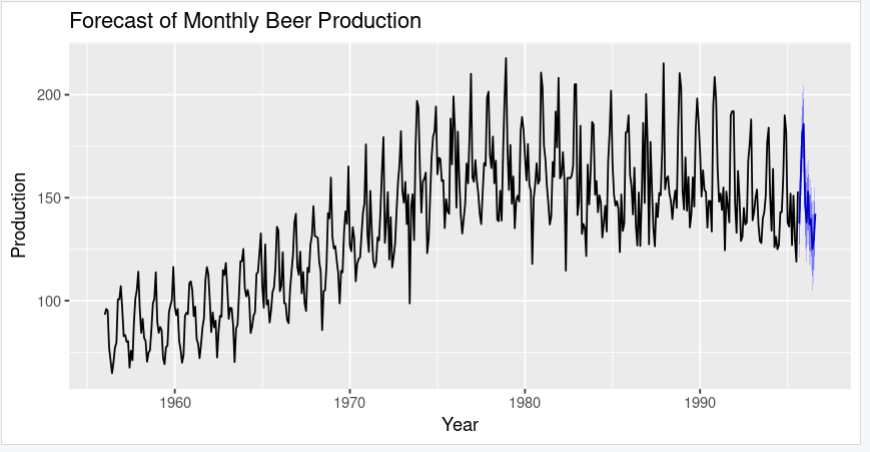 Forecast of Monthly Beer Production
200
150
100
Production
1960 1970 1980 1990
Year